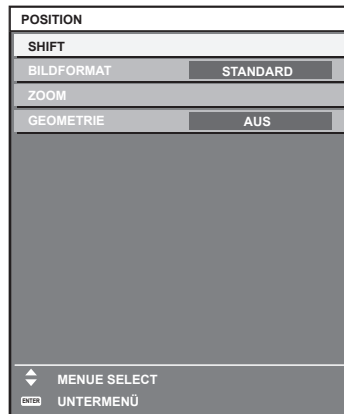 POSITION
SHIFT
BILDFORMAT STANDARD
ZOOM
GEOMETRIE AUS
MENUE SELECT
ENTER UNTERMENÜ